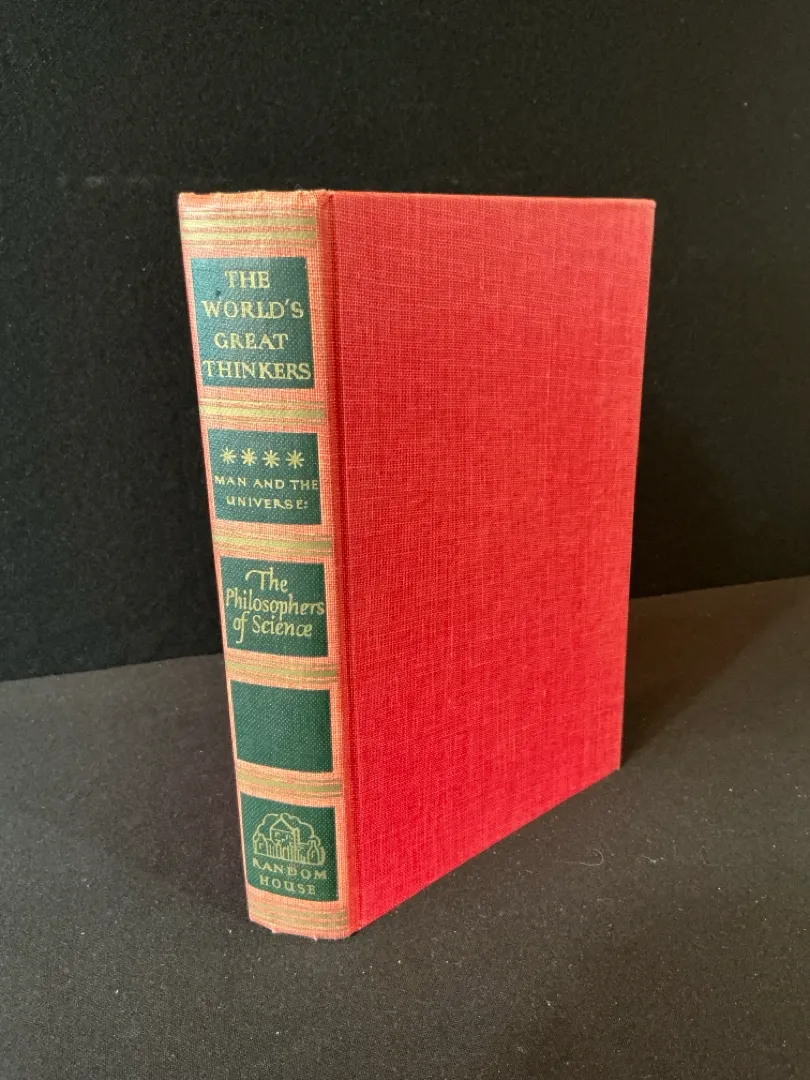 THE
WORLD'S
GREAT
THINKERS
****
MAN AND THE
UNIVERSE:
The
Philosophers
of Science
RANDOM
HOUSE